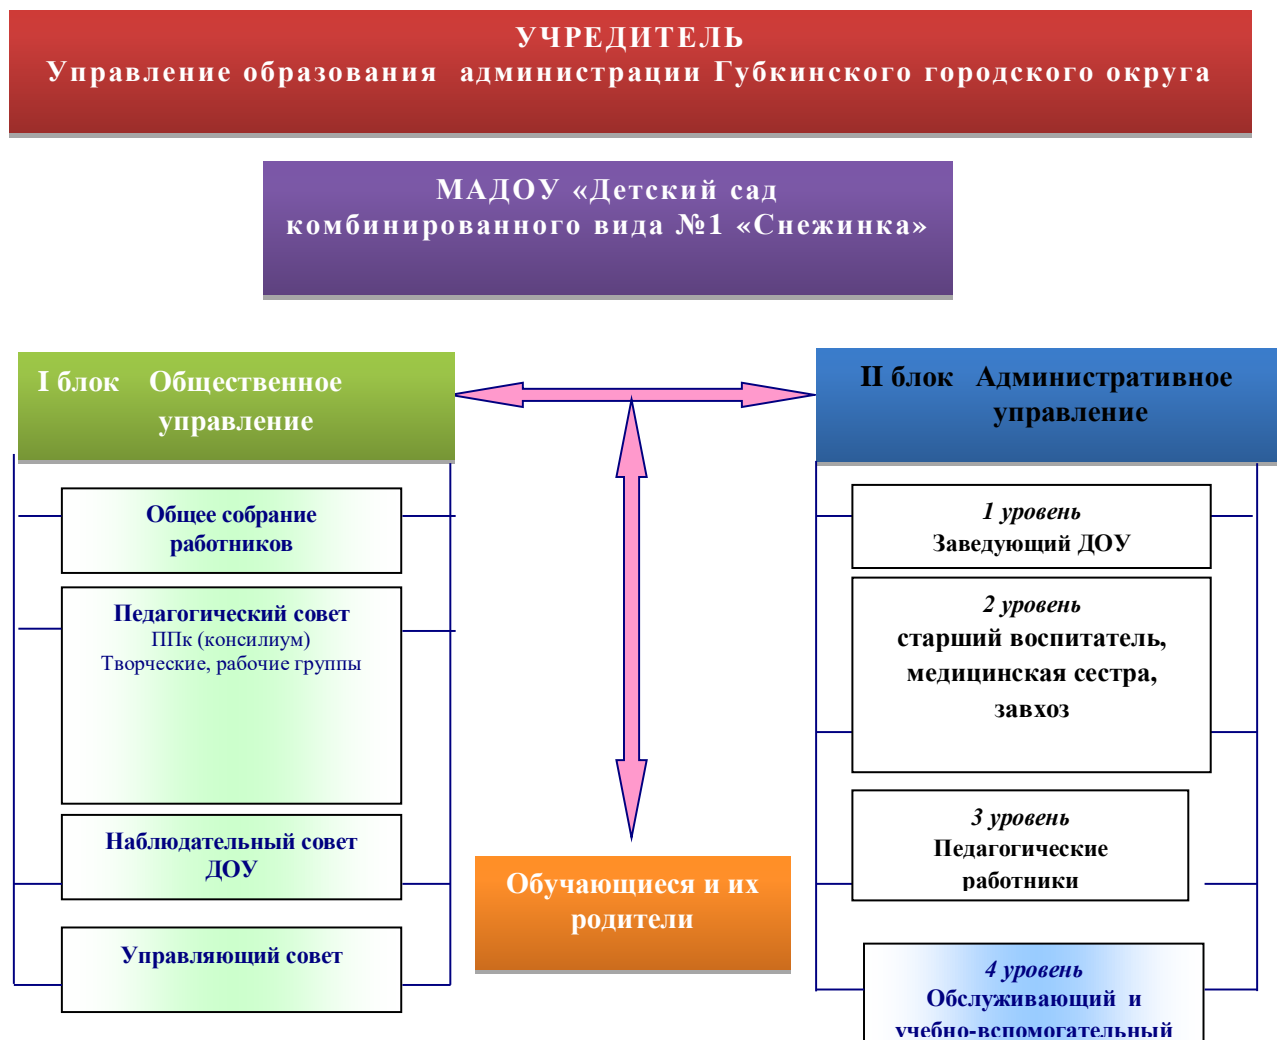 УЧРЕДИТЕЛЬ
Управление образования администрации Губкинского городского округа
МАДОУ «Детский сад
комбинированного вида №1 «Снежинка»
I блок Общественное
управление
Общее собрание
работников
Педагогический совет
ППк (консилиум)
Творческие, рабочие группы
Наблюдательный совет
ДОУ
Управляющий совет
Обучающиеся и их
родители
II блок Административное
управление
1 уровень
Заведующий ДОУ
2 уровень
старший воспитатель,
медицинская сестра,
завхоз
3 уровень
Педагогические
работники
4 уровень
Обслуживающий и
учебно-вспомогательный